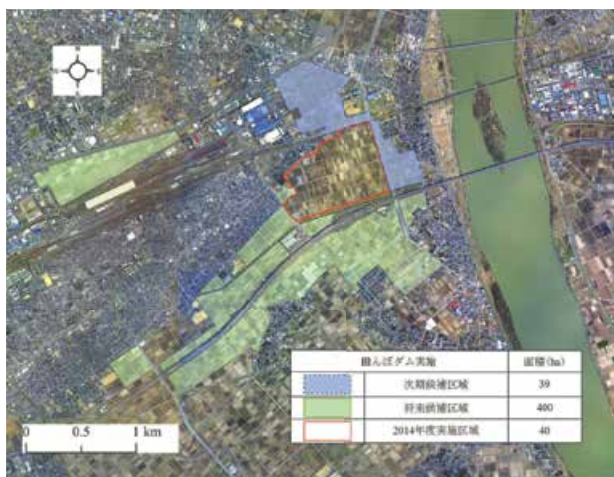 N
田んぼダム実施 面積(ha)
次期候補区域 39
将来候補区域 400
2014年度実施区域 40
0 0.5 1 km